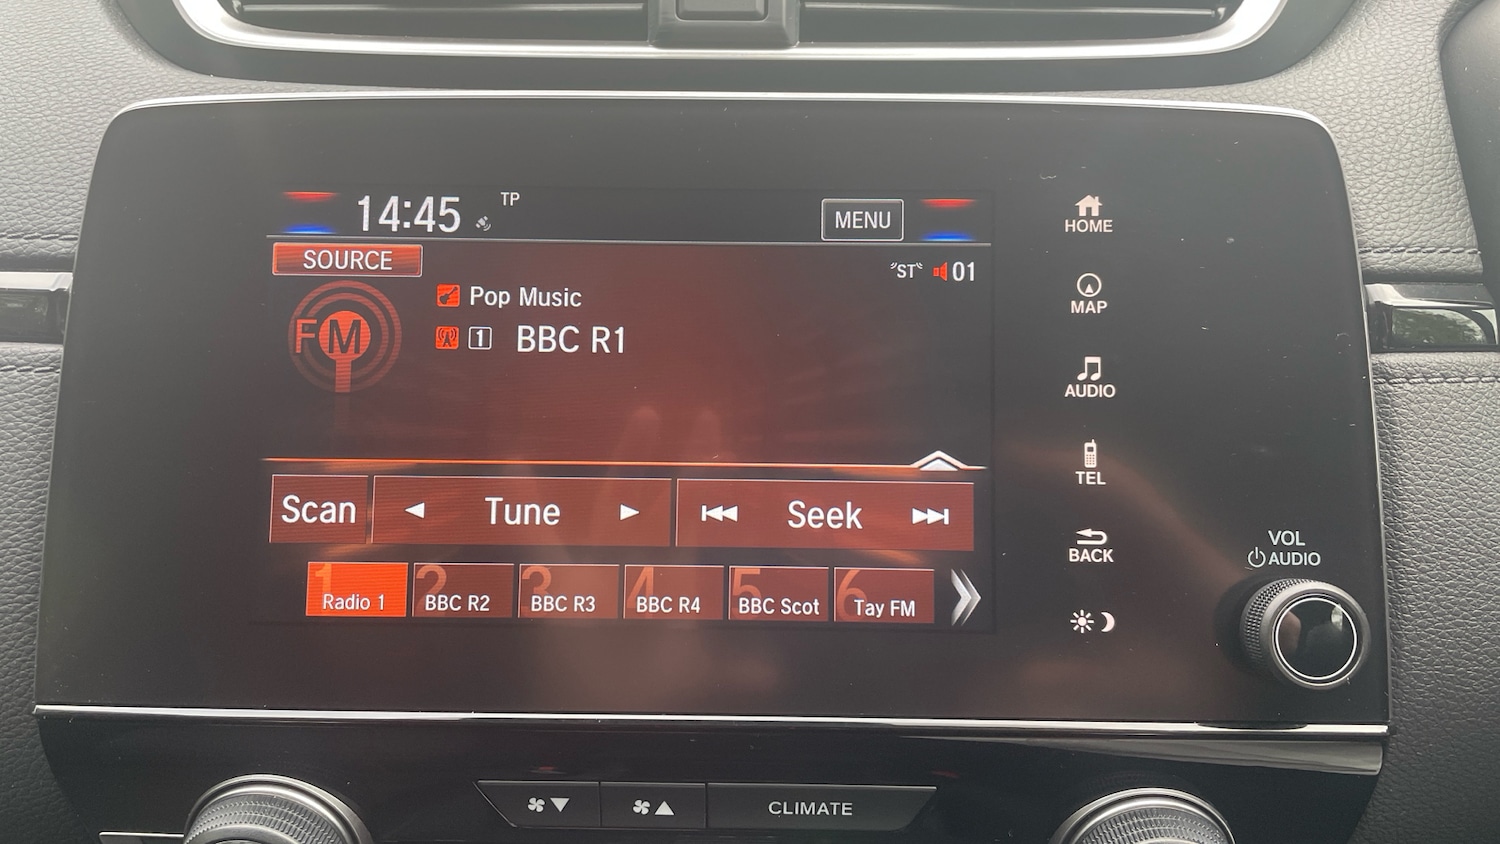 14:45 TP
MENU
SOURCE
"ST" 01
FM
Pop Music
1 BBC R1
Scan
Tune
Seek
1 Radio 1
2 BBC R2
3 BBC R3
4 BBC R4
5 BBC Scot
6 Tay FM
HOME
MAP
AUDIO
TEL
BACK
VOL
AUDIO
CLIMATE